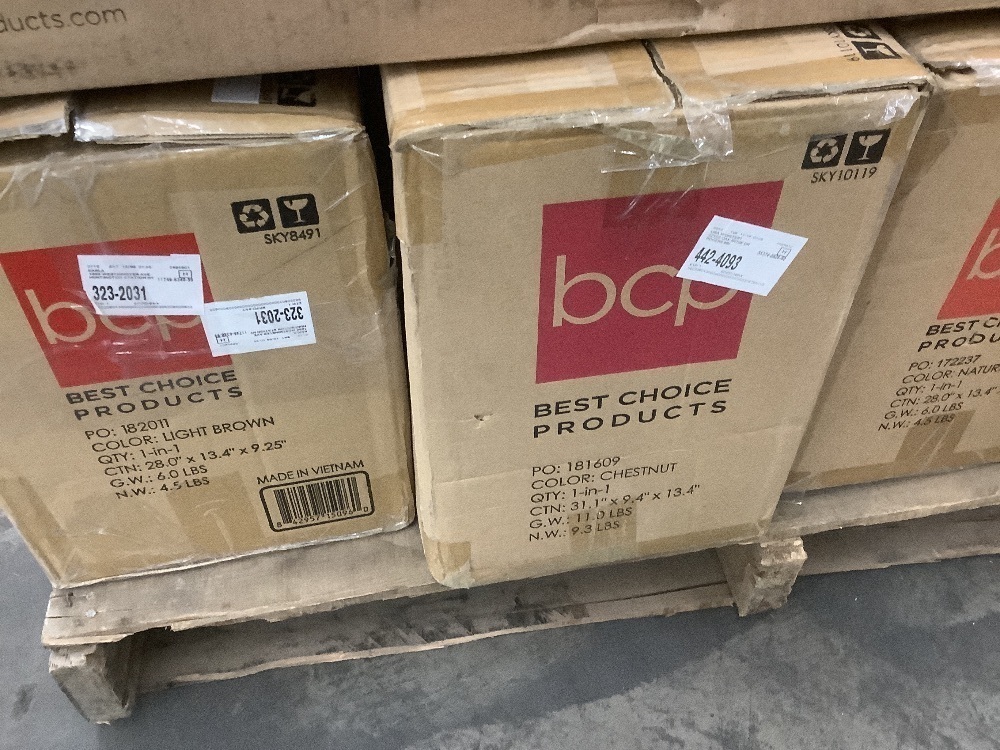 ducts.com
SKY8491
bcp
323-2031
323-2031
BEST CHOICE
PRODUCTS
PO: 182011
COLOR: LIGHT BROWN
QTY: 1-in-1
CTN: 28.0" x 13.4" x 9.25"
G.W.: 6.0 LBS
N.W.: 4.5 LBS
MADE IN VIETNAM
SKY10119
SKY10119
bcp
442-4093
BEST CHOICE
PRODUCTS
PO: 181609
COLOR: CHESTNUT
QTY: 1-in-1
CTN: 31.1" x 9.4" x 13.4"
G.W.: 11.0 LBS
N.W.: 9.3 LBS
b
BEST C
PRODU
PO: 172237
COLOR: NATUR
QTY: 1-in-1
CTN: 28.0" x 13.4"
G.W.: 6.0 LBS
N.W.: 4.5 LBS